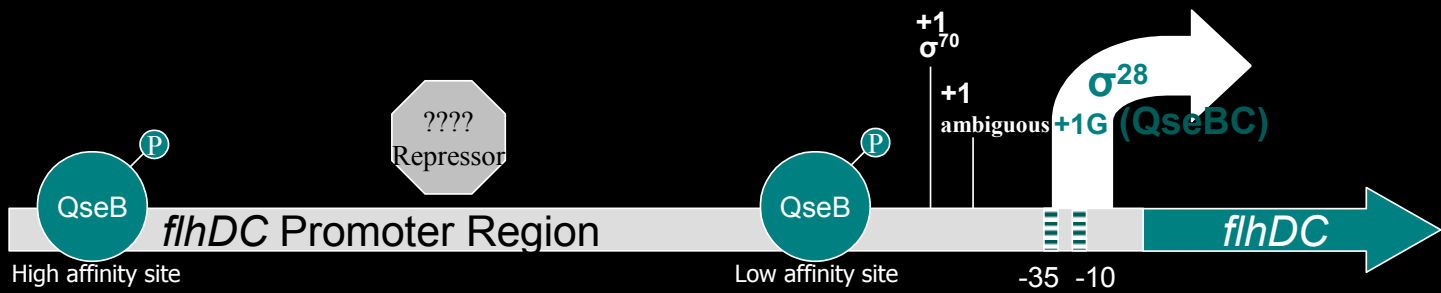 +1
σ⁷⁰
+1
ambiguous
σ²⁸
+1G (QseBC)
????
Repressor
P
P
QseB
flhDC Promoter Region
QseB
flhDC
High affinity site
Low affinity site
-35
-10